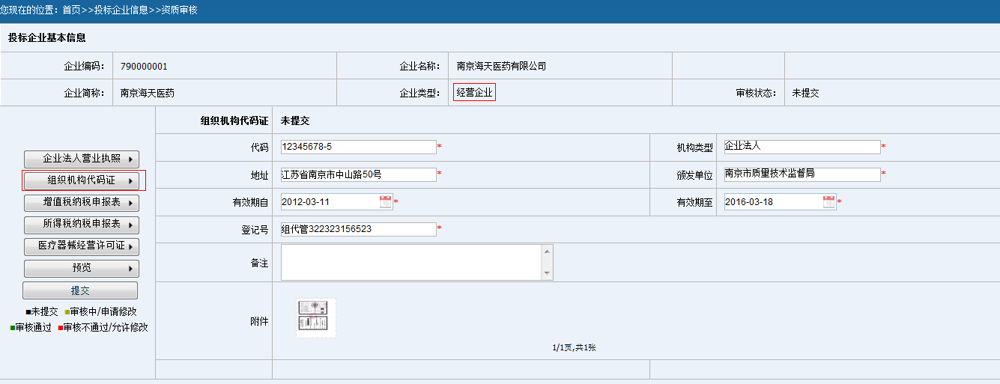 您现在的位置：首页>>投标企业信息>>资质审核
投标企业基本信息
企业编码： 790000001 企业名称： 南京海天医药有限公司
企业简称： 南京海天医药 企业类型： 经营企业 审核状态： 未提交
组织机构代码证 未提交
代码 12345678-5 * 机构类型 企业法人 *
地址 江苏省南京市中山路50号 * 颁发单位 南京市质量技术监督局 *
有效期自 2012-03-11 * 有效期至 2016-03-18 *
登记号 组代管322323156523 *
备注
附件
1/1页,共1张
企业法人营业执照
组织机构代码证
增值税纳税申报表
所得税纳税申报表
医疗器械经营许可证
预览
提交
■未提交 ■审核中/申请修改
■审核通过 ■审核不通过/允许修改